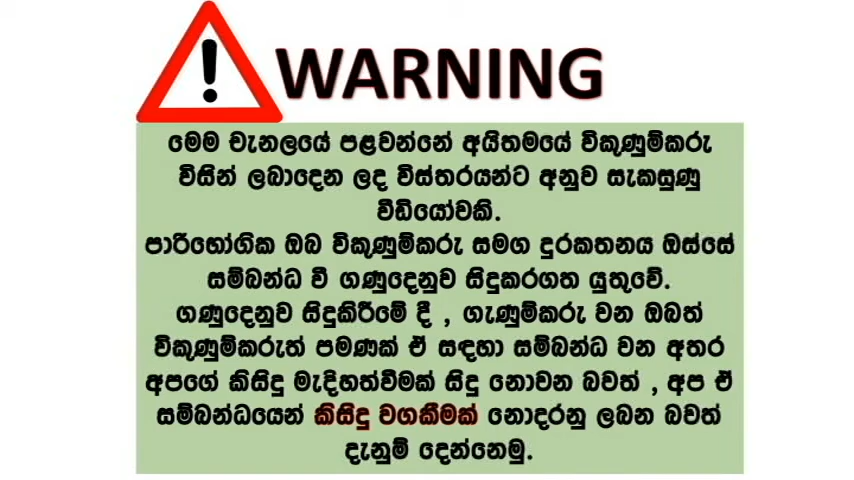 WARNING
මෙම චැනලයේ පළවන්නේ අයිතමයේ විකුණුම්කරු
විසින් ලබාදෙන ලද විස්තරයන්ට අනුව සැකසුණු
වීඩියෝවකි.
පාරිභෝගික ඔබ විකුණුම්කරු සමග දුරකතනය ඔස්සේ
සම්බන්ධ වී ගණුදෙනුව සිදුකරගත යුතුවේ.
ගණුදෙනුව සිදුකිරීමේ දී , ගැණුම්කරු වන ඔබත්
විකුණුම්කරුත් පමණක් ඒ සඳහා සම්බන්ධ වන අතර
අපගේ කිසිදු මැදිහත්වීමක් සිදු නොවන බවත් , අප ඒ
සම්බන්ධයෙන් කිසිදු වගකීමක් නොදරනු ලබන බවත්
දැනුම් දෙන්නෙමු.